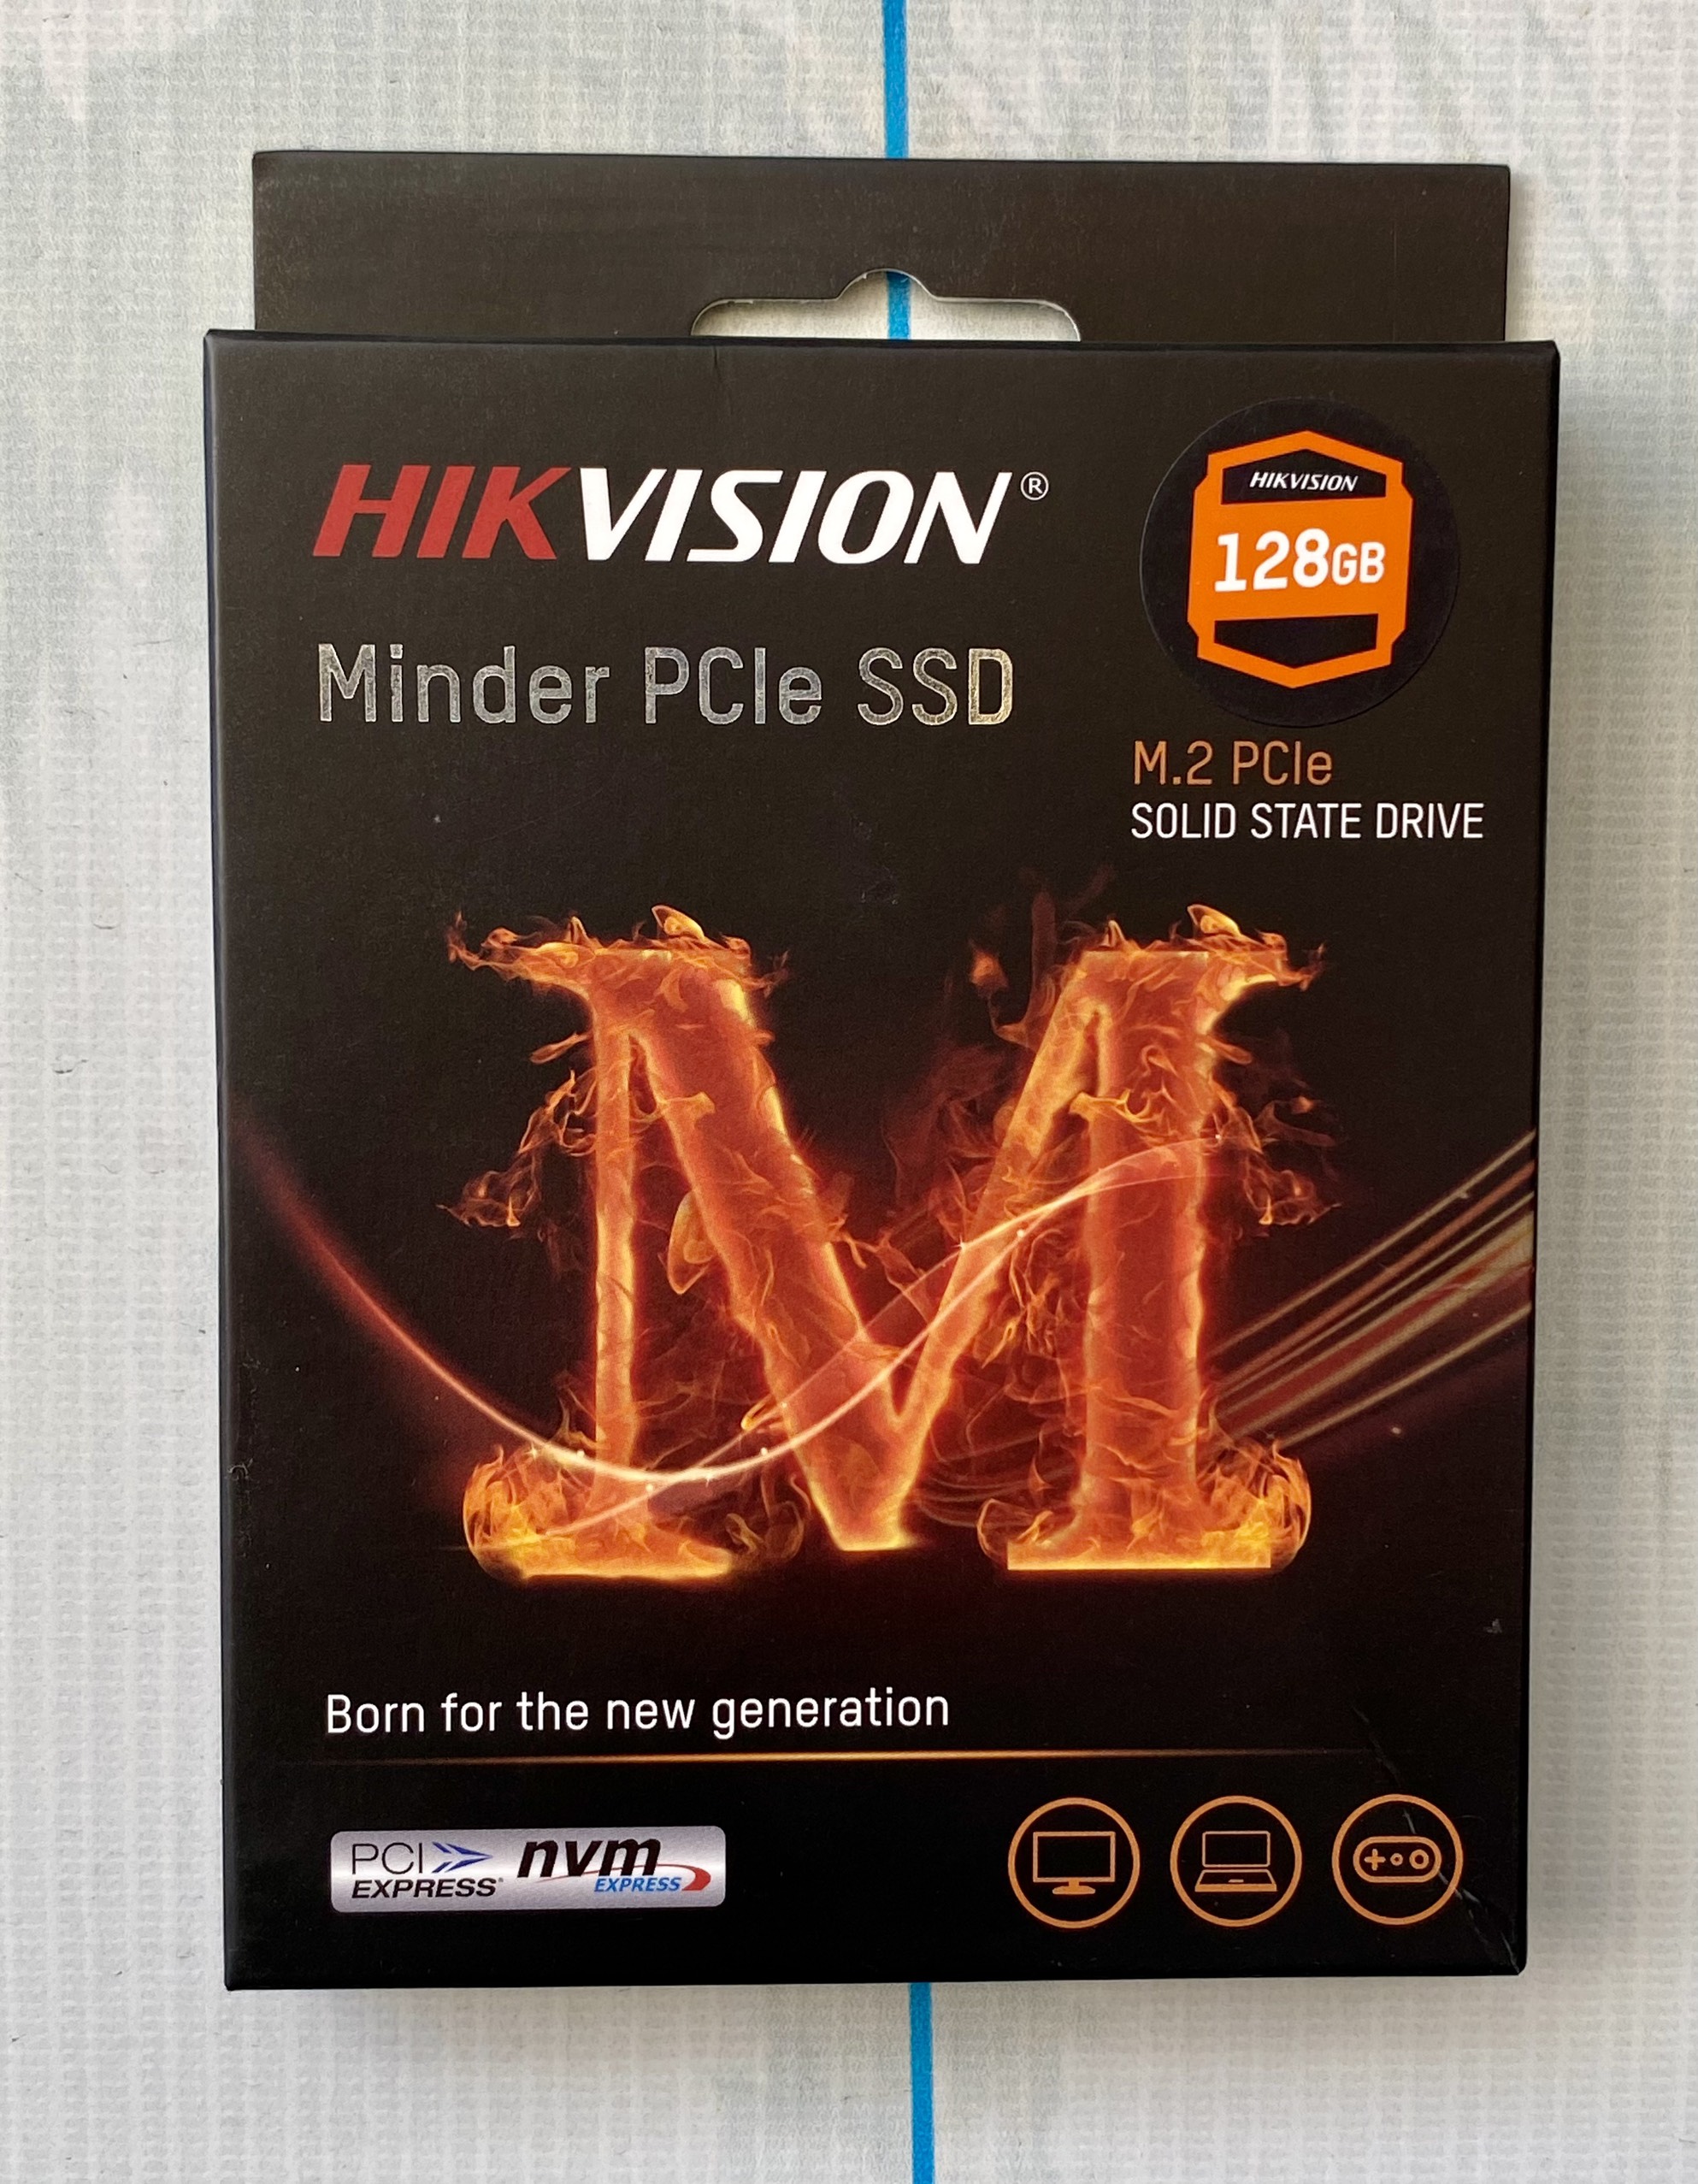 HIKVISION®
HIKVISION
128GB
Minder PCIe SSD
M.2 PCIe
SOLID STATE DRIVE
M
Born for the new generation
PCI EXPRESS®
nvm EXPRESS